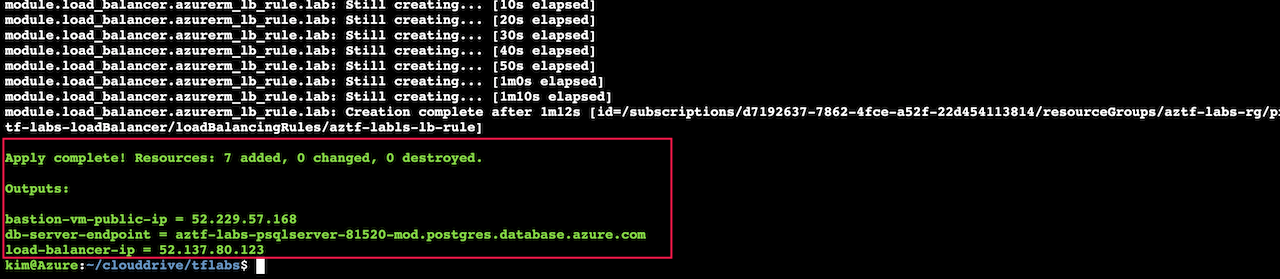 module.load_balancer.azurerm_lb_rule.lab: Still creating... [10s elapsed]
module.load_balancer.azurerm_lb_rule.lab: Still creating... [20s elapsed]
module.load_balancer.azurerm_lb_rule.lab: Still creating... [30s elapsed]
module.load_balancer.azurerm_lb_rule.lab: Still creating... [40s elapsed]
module.load_balancer.azurerm_lb_rule.lab: Still creating... [50s elapsed]
module.load_balancer.azurerm_lb_rule.lab: Still creating... [1m0s elapsed]
module.load_balancer.azurerm_lb_rule.lab: Still creating... [1m10s elapsed]
module.load_balancer.azurerm_lb_rule.lab: Creation complete after 1m12s [id=/subscriptions/d7192637-7862-4fce-a52f-22d454113814/resourceGroups/aztf-labs-rg/p
tf-labs-loadBalancer/loadBalancingRules/aztf-labls-lb-rule]
Apply complete! Resources: 7 added, 0 changed, 0 destroyed.
Outputs:
bastion-vm-public-ip = 52.229.57.168
db-server-endpoint = aztf-labs-psqlserver-81520-mod.postgres.database.azure.com
load-balancer-ip = 52.137.80.123
kim@Azure:~/clouddrive/tflabs$